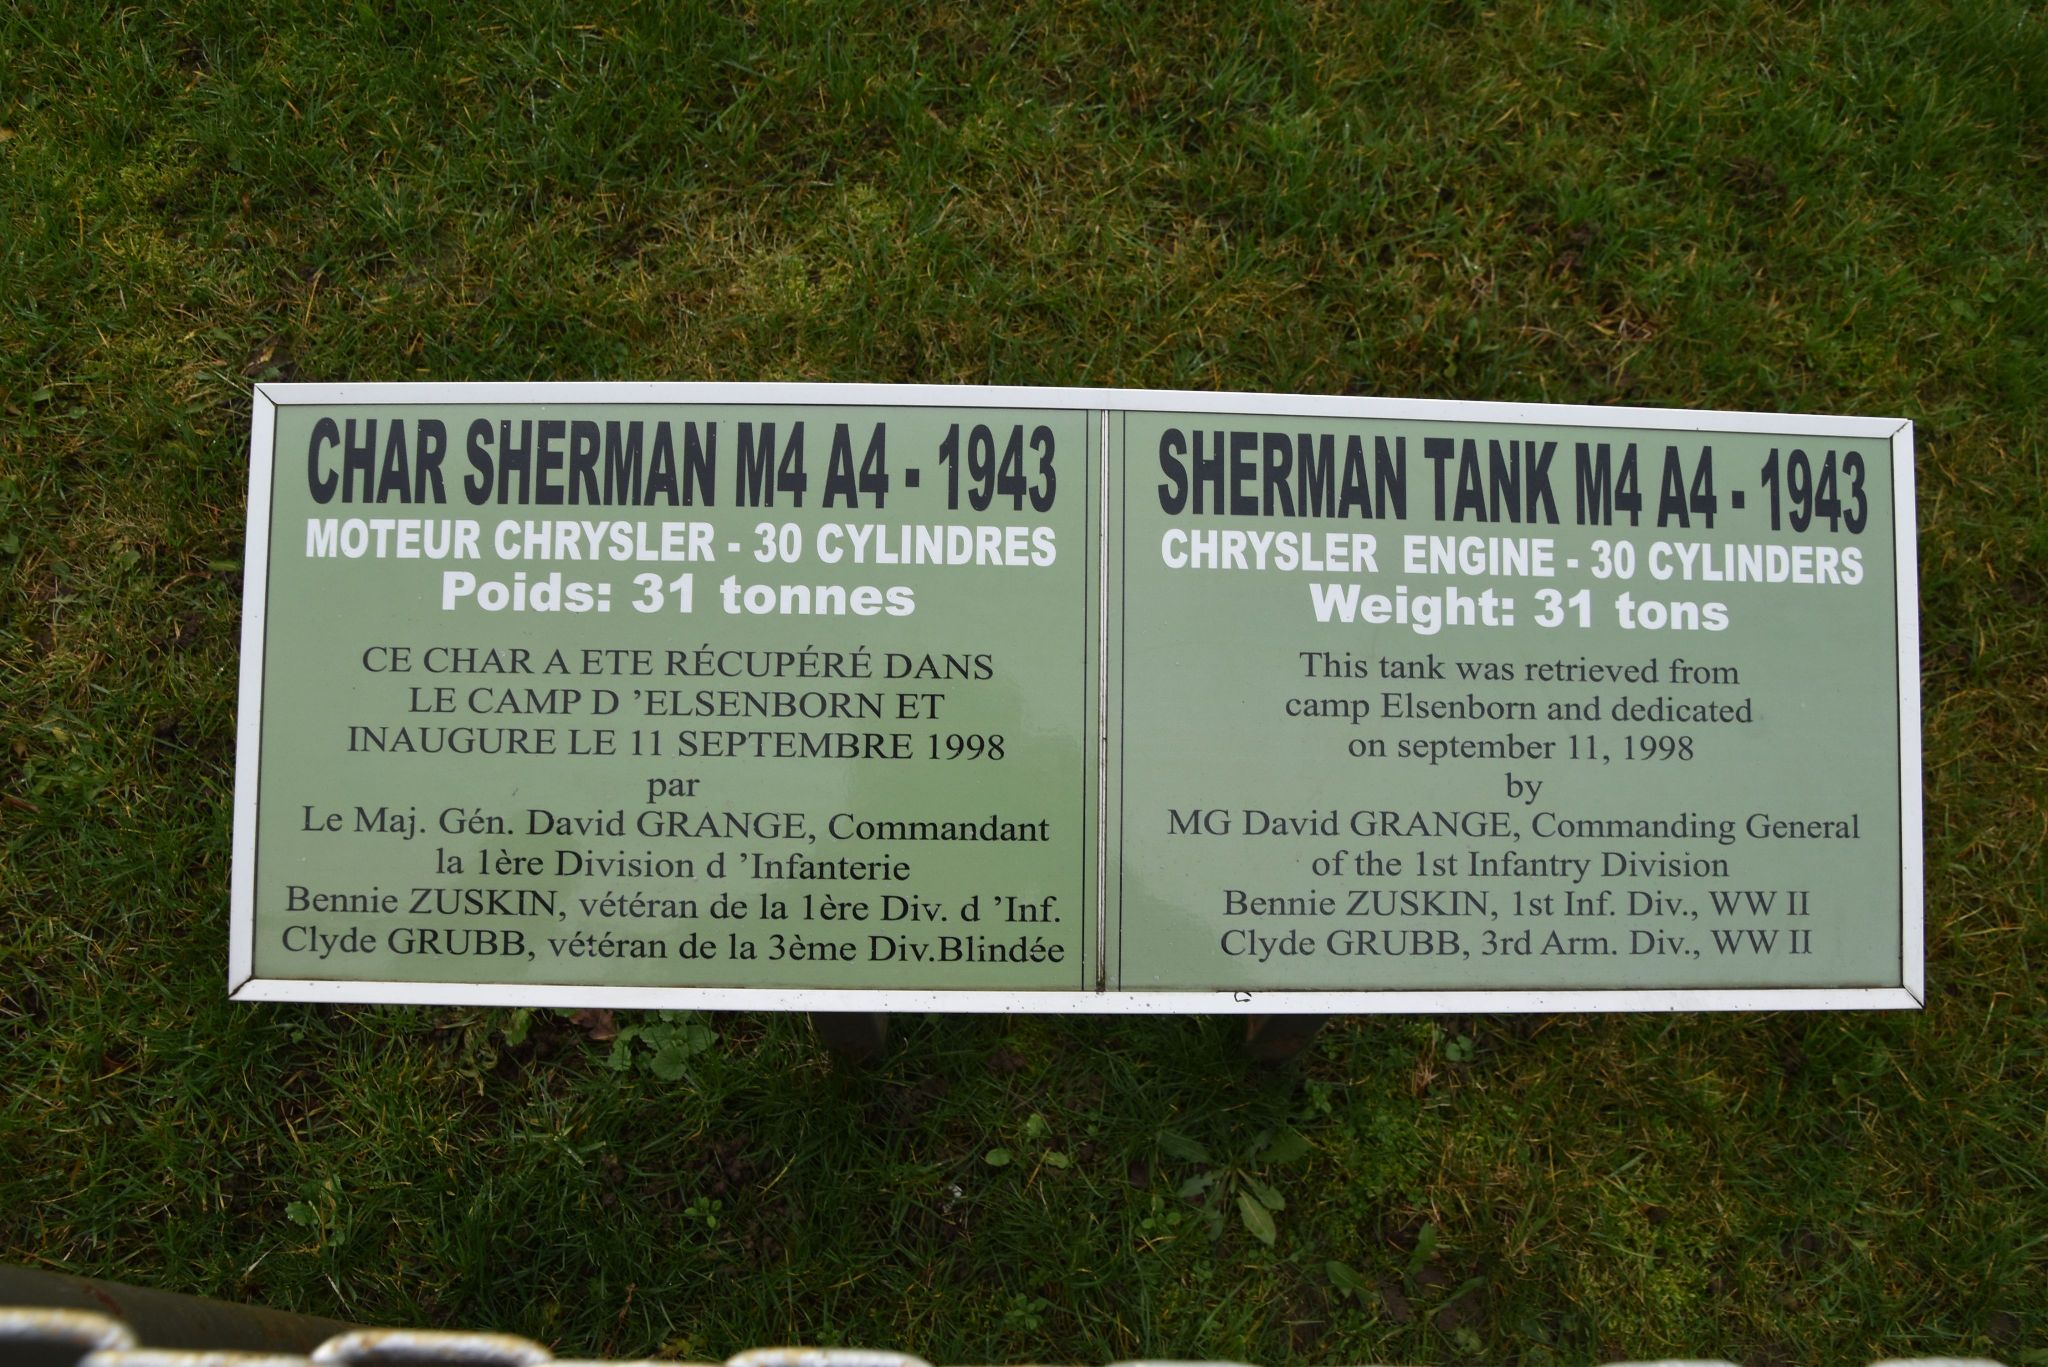 CHAR SHERMAN M4 A4 - 1943
MOTEUR CHRYSLER - 30 CYLINDRES
Poids: 31 tonnes
CE CHAR A ETE RÉCUPÉRÉ DANS
LE CAMP D ’ELSENBORN ET
INAUGURE LE 11 SEPTEMBRE 1998
par
Le Maj. Gén. David GRANGE, Commandant
la 1ère Division d ’Infanterie
Bennie ZUSKIN, vétéran de la 1ère Div. d ’Inf.
Clyde GRUBB, vétéran de la 3ème Div.Blindée
SHERMAN TANK M4 A4 - 1943
CHRYSLER ENGINE - 30 CYLINDERS
Weight: 31 tons
This tank was retrieved from
camp Elsenborn and dedicated
on september 11, 1998
by
MG David GRANGE, Commanding General
of the 1st Infantry Division
Bennie ZUSKIN, 1st Inf. Div., WW II
Clyde GRUBB, 3rd Arm. Div., WW II